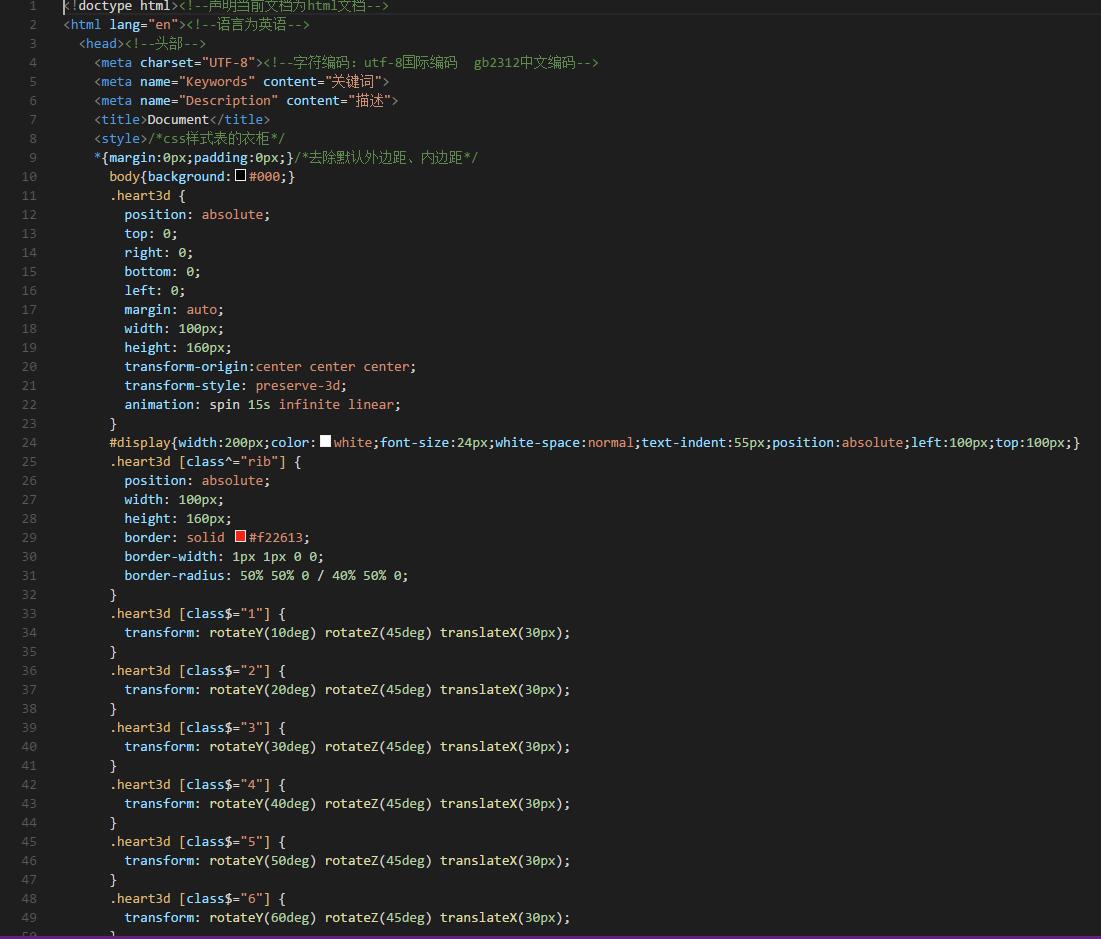 1 <!doctype html><!--声明当前文档为html文档-->
2 <html lang="en"><!--语言为英语-->
3 <head><!--头部-->
4 <meta charset="UTF-8"><!--字符编码：utf-8国际编码  gb2312中文编码-->
5 <meta name="Keywords" content="关键词">
6 <meta name="Description" content="描述">
7 <title>Document</title>
8 <style>/*css样式表的衣柜*/
9 *{margin:0px;padding:0px;}/*去除默认外边距、内边距*/
10 body{background:#000;}
11 .heart3d {
12 position: absolute;
13 top: 0;
14 right: 0;
15 bottom: 0;
16 left: 0;
17 margin: auto;
18 width: 100px;
19 height: 160px;
20 transform-origin:center center center;
21 transform-style: preserve-3d;
22 animation: spin 15s infinite linear;
23 }
24 #display{width:200px;color:white;font-size:24px;white-space:normal;text-indent:55px;position:absolute;left:100px;top:100px;}
25 .heart3d [class^="rib"] {
26 position: absolute;
27 width: 100px;
28 height: 160px;
29 border: solid #f22613;
30 border-width: 1px 1px 0 0;
31 border-radius: 50% 50% 0 / 40% 50% 0;
32 }
33 .heart3d [class$="1"] {
34 transform: rotateY(10deg) rotateZ(45deg) translateX(30px);
35 }
36 .heart3d [class$="2"] {
37 transform: rotateY(20deg) rotateZ(45deg) translateX(30px);
38 }
39 .heart3d [class$="3"] {
40 transform: rotateY(30deg) rotateZ(45deg) translateX(30px);
41 }
42 .heart3d [class$="4"] {
43 transform: rotateY(40deg) rotateZ(45deg) translateX(30px);
44 }
45 .heart3d [class$="5"] {
46 transform: rotateY(50deg) rotateZ(45deg) translateX(30px);
47 }
48 .heart3d [class$="6"] {
49 transform: rotateY(60deg) rotateZ(45deg) translateX(30px);